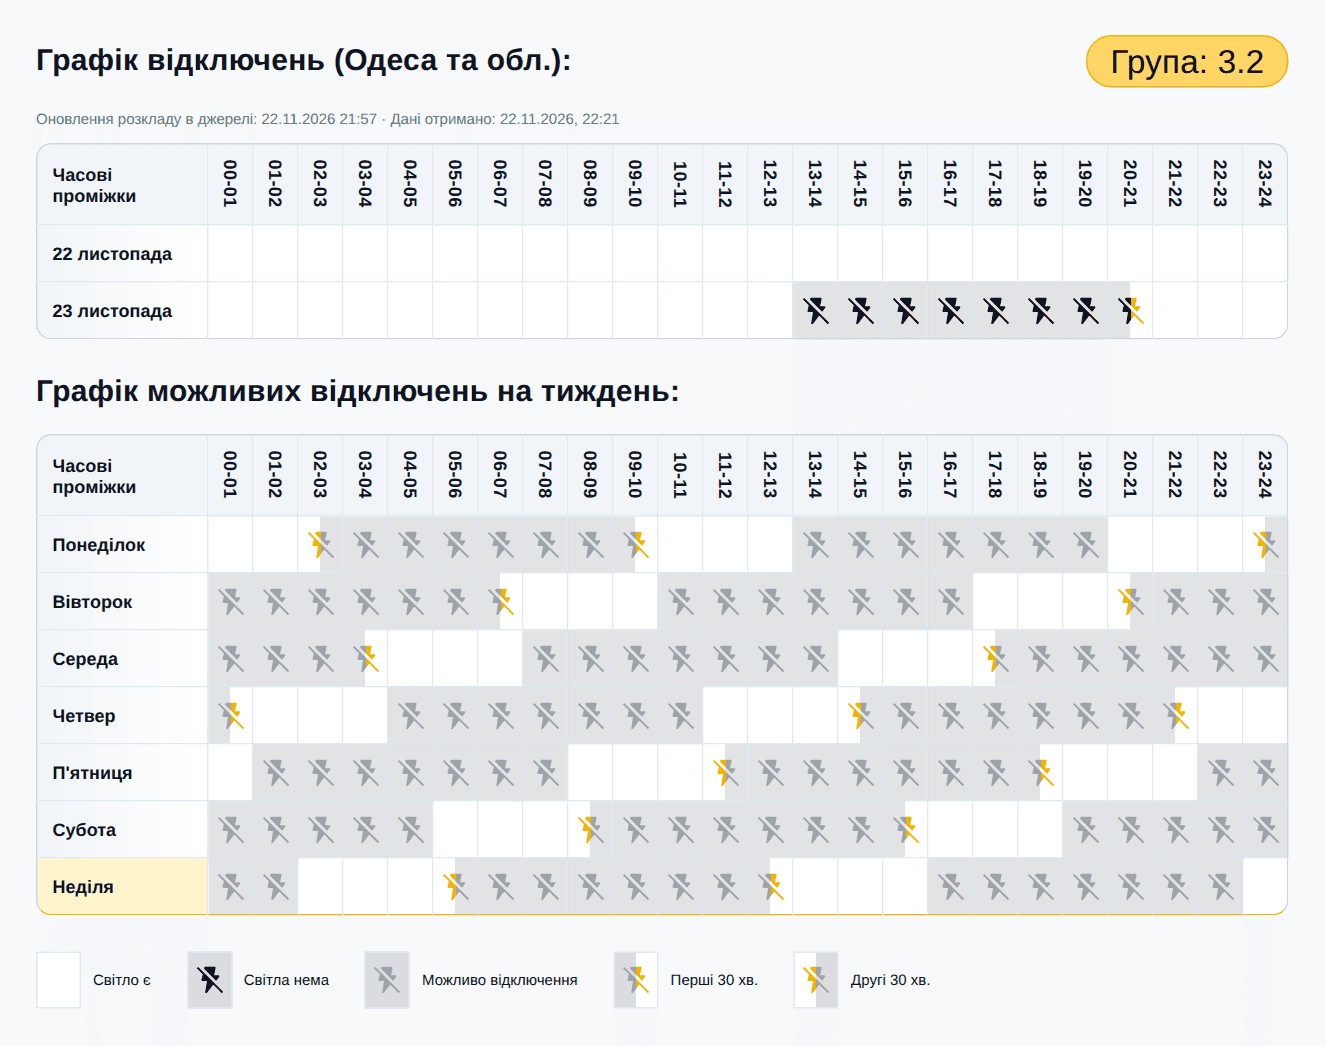 Графік відключень (Одеса та обл.):
Група: 3.2
Оновлення розкладу в джерелі: 22.11.2026 21:57 · Дані отримано: 22.11.2026, 22:21
Часові
проміжки
00-01 01-02 02-03 03-04 04-05 05-06 06-07 07-08 08-09 09-10 10-11 11-12 12-13 13-14 14-15 15-16 16-17 17-18 18-19 19-20 20-21 21-22 22-23 23-24
22 листопада
23 листопада
Графік можливих відключень на тиждень:
Часові
проміжки
00-01 01-02 02-03 03-04 04-05 05-06 06-07 07-08 08-09 09-10 10-11 11-12 12-13 13-14 14-15 15-16 16-17 17-18 18-19 19-20 20-21 21-22 22-23 23-24
Понеділок
Вівторок
Середа
Четвер
П'ятниця
Субота
Неділя
Світло є
Світла нема
Можливо відключення
Перші 30 хв.
Другі 30 хв.